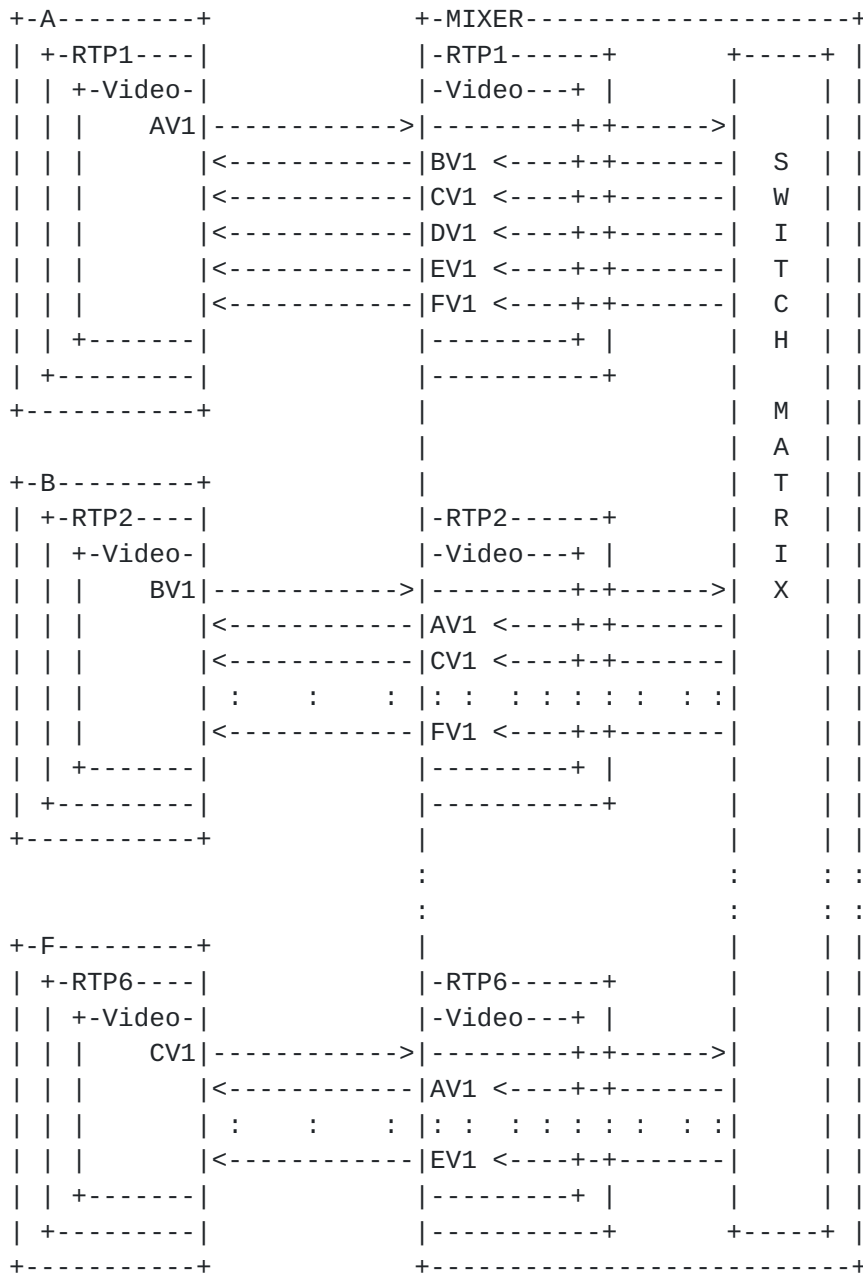 +-A---------+             +-MIXER---------------------+
| +-RTP1----|             |-RTP1------+       +-----+ |
| | +-Video-|             |-Video---+ |       |     | |
| | |    AV1|------------>|---------+-+------>|     | |
| | |       |<------------|BV1 <----+-+-------|  S  | |
| | |       |<------------|CV1 <----+-+-------|  W  | |
| | |       |<------------|DV1 <----+-+-------|  I  | |
| | |       |<------------|EV1 <----+-+-------|  T  | |
| | |       |<------------|FV1 <----+-+-------|  C  | |
| | +-------|             |---------+ |       |  H  | |
| +---------|             |-----------+       |     | |
+-----------+             |                   |  M  | |
                          |                   |  A  | |
+-B---------+             |                   |  T  | |
| +-RTP2----|             |-RTP2------+       |  R  | |
| | +-Video-|             |-Video---+ |       |  I  | |
| | |    BV1|------------>|---------+-+------>|  X  | |
| | |       |<------------|AV1 <----+-+-------|     | |
| | |       |<------------|CV1 <----+-+-------|     | |
| | |       | :    :    : |: :  : : : : :  : :|     | |
| | |       |<------------|FV1 <----+-+-------|     | |
| | +-------|             |---------+ |       |     | |
| +---------|             |-----------+       |     | |
+-----------+             |                   |     | |
                          :                   :     : :
                          :                   :     : :
+-F---------+             |                   |     | |
| +-RTP6----|             |-RTP6------+       |     | |
| | +-Video-|             |-Video---+ |       |     | |
| | |    CV1|------------>|---------+-+------>|     | |
| | |       |<------------|AV1 <----+-+-------|     | |
| | |       | :    :    : |: :  : : : : :  : :|     | |
| | |       |<------------|EV1 <----+-+-------|     | |
| | +-------|             |---------+ |       |     | |
| +---------|             |-----------+       +-----+ |
+-----------+             +---------------------------+